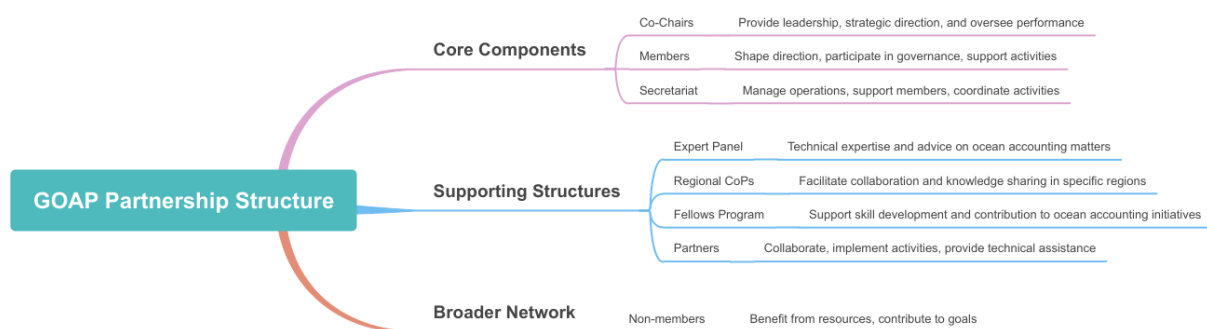 GOAP Partnership Structure
Core Components
Co-Chairs Provide leadership, strategic direction, and oversee performance
Members Shape direction, participate in governance, support activities
Secretariat Manage operations, support members, coordinate activities
Supporting Structures
Expert Panel Technical expertise and advice on ocean accounting matters
Regional CoPs Facilitate collaboration and knowledge sharing in specific regions
Fellows Program Support skill development and contribution to ocean accounting initiatives
Partners Collaborate, implement activities, provide technical assistance
Broader Network
Non-members Benefit from resources, contribute to goals